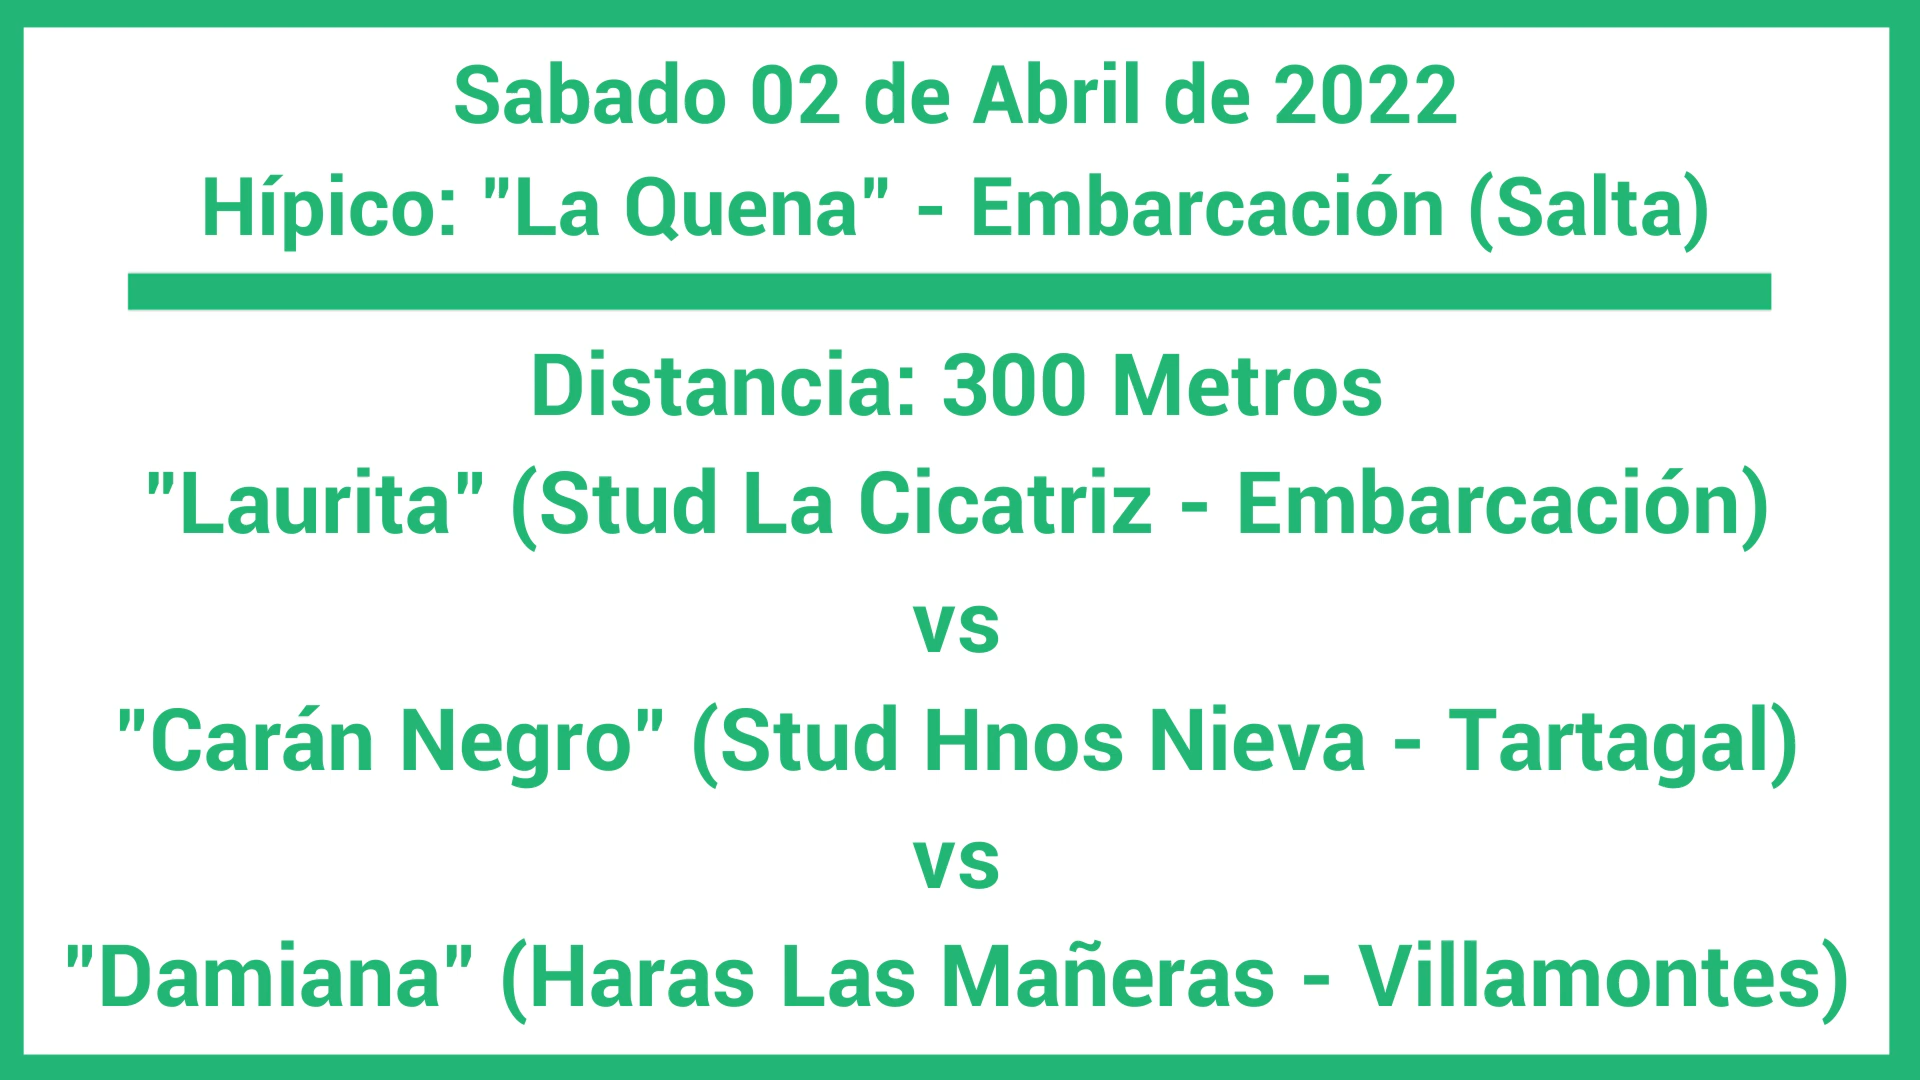 Sabado 02 de Abril de 2022
Hípico: "La Quena" - Embarcación (Salta)
Distancia: 300 Metros
"Laurita" (Stud La Cicatriz - Embarcación)
vs
"Carán Negro" (Stud Hnos Nieva - Tartagal)
vs
"Damiana" (Haras Las Mañeras - Villamontes)